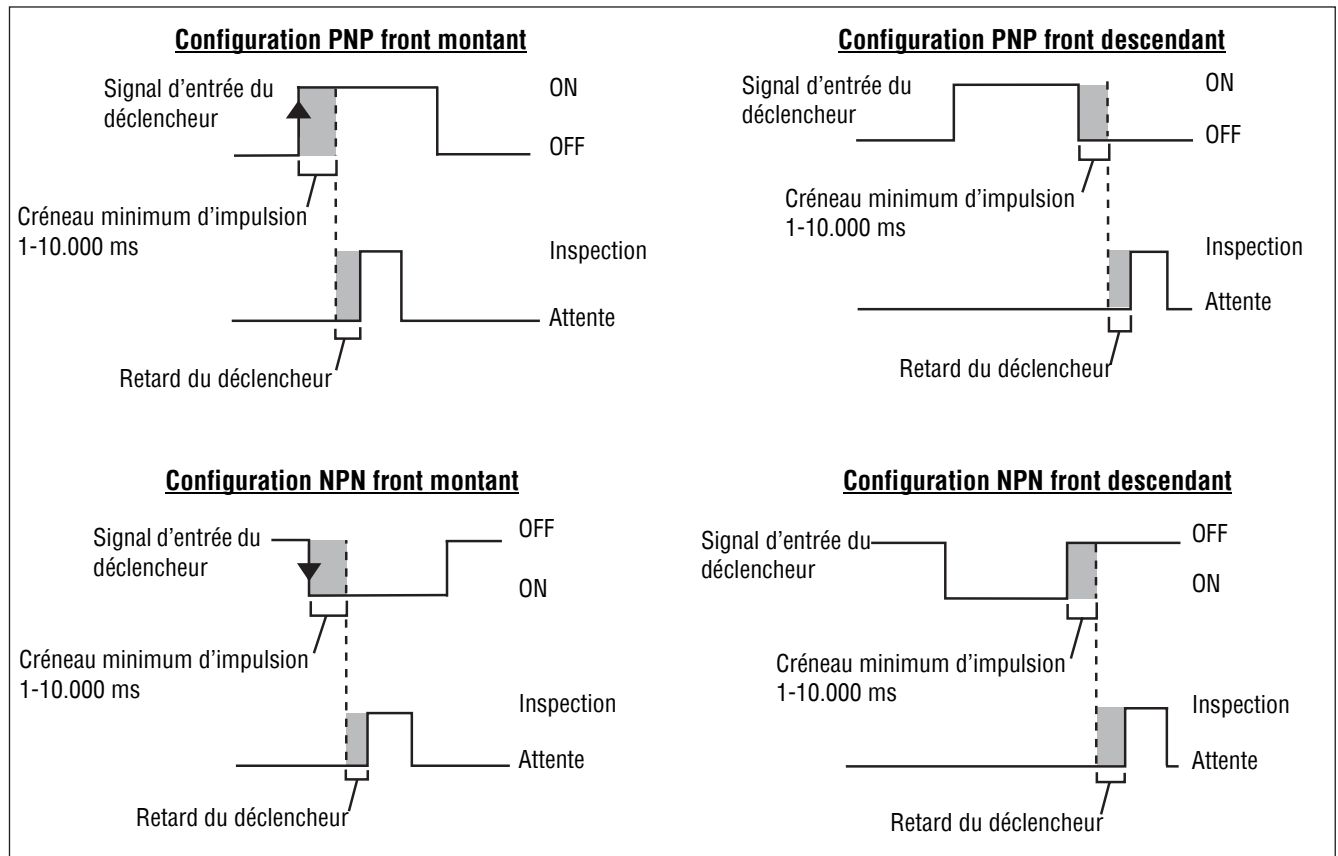 Configuration PNP front montant
Signal d'entrée du
déclencheur
ON
OFF
Créneau minimum d'impulsion
1-10.000 ms
Inspection
Attente
Retard du déclencheur
Configuration PNP front descendant
Signal d'entrée du
déclencheur
ON
OFF
Créneau minimum d'impulsion
1-10.000 ms
Inspection
Attente
Retard du déclencheur
Configuration NPN front montant
Signal d'entrée du
déclencheur
OFF
ON
Créneau minimum d'impulsion
1-10.000 ms
Inspection
Attente
Retard du déclencheur
Configuration NPN front descendant
Signal d'entrée du
déclencheur
OFF
ON
Créneau minimum d'impulsion
1-10.000 ms
Inspection
Attente
Retard du déclencheur